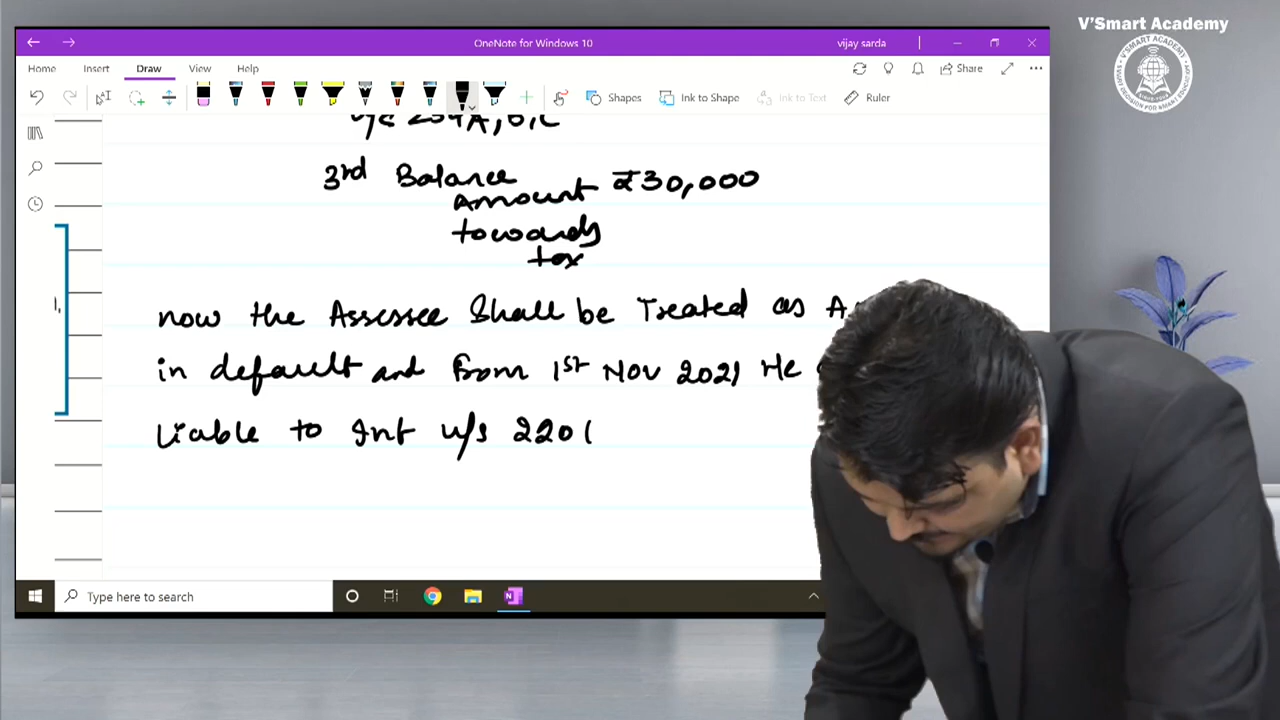 V'Smart Academy
OneNote for Windows 10
vijay sarda
Home Insert Draw View Help
Share
Shapes Ink to Shape Ink to Text Ruler
u/s 234A, B, C
3rd Balance
Amount ₹30,000
towards
tax
now the Assessee Shall be Treated as
in default and from 1st Nov 2021 He
Liable to Int u/s 220(
Type here to search